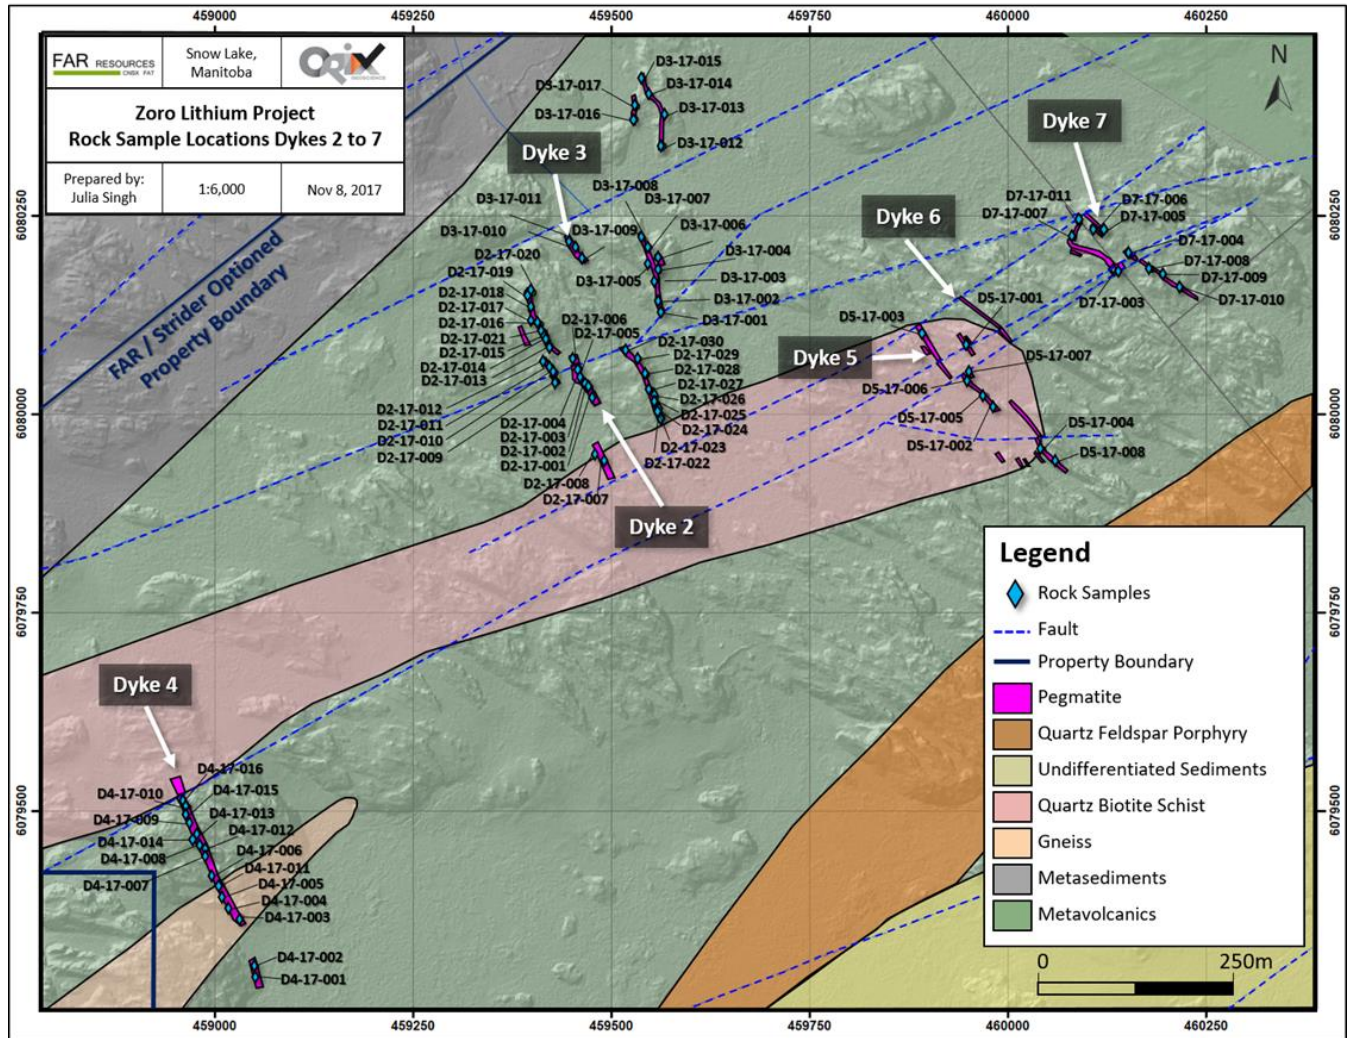 459000 459250 459500 459750 460000 460250
FAR RESOURCES
CNSX FAT
Snow Lake,
Manitoba
ORIX
GEOSCIENCE
Zoro Lithium Project
Rock Sample Locations Dykes 2 to 7
Prepared by:
Julia Singh
1:6,000
Nov 8, 2017
N
FAR / Strider Optioned
Property Boundary
6080250
6080000
6079750
6079500
6080250
6080000
6079750
6079500
D3-17-015
D3-17-014
D3-17-017
D3-17-016
D3-17-013
D3-17-012
Dyke 3
D3-17-008
D3-17-007
D3-17-011
D3-17-010
D3-17-009
D3-17-006
D3-17-004
D3-17-005
D3-17-003
D3-17-002
D3-17-001
D2-17-020
D2-17-019
D2-17-018
D2-17-017
D2-17-016
D2-17-021
D2-17-015
D2-17-014
D2-17-013
D2-17-012
D2-17-011
D2-17-010
D2-17-009
D2-17-006
D2-17-005
D2-17-004
D2-17-003
D2-17-002
D2-17-001
D2-17-008
D2-17-007
D2-17-030
D2-17-029
D2-17-028
D2-17-027
D2-17-026
D2-17-025
D2-17-024
D2-17-023
D2-17-022
Dyke 2
Dyke 7
D7-17-011
D7-17-007
D7-17-006
D7-17-005
D7-17-004
D7-17-008
D7-17-009
D7-17-010
D7-17-003
Dyke 6
D5-17-001
D5-17-003
Dyke 5
D5-17-007
D5-17-006
D5-17-005
D5-17-002
D5-17-004
D5-17-008
Dyke 4
D4-17-016
D4-17-010
D4-17-015
D4-17-009
D4-17-013
D4-17-014
D4-17-012
D4-17-008
D4-17-006
D4-17-007
D4-17-011
D4-17-005
D4-17-004
D4-17-003
D4-17-002
D4-17-001
Legend
Rock Samples
Fault
Property Boundary
Pegmatite
Quartz Feldspar Porphyry
Undifferentiated Sediments
Quartz Biotite Schist
Gneiss
Metasediments
Metavolcanics
0 250m
459000 459250 459500 459750 460000 460250